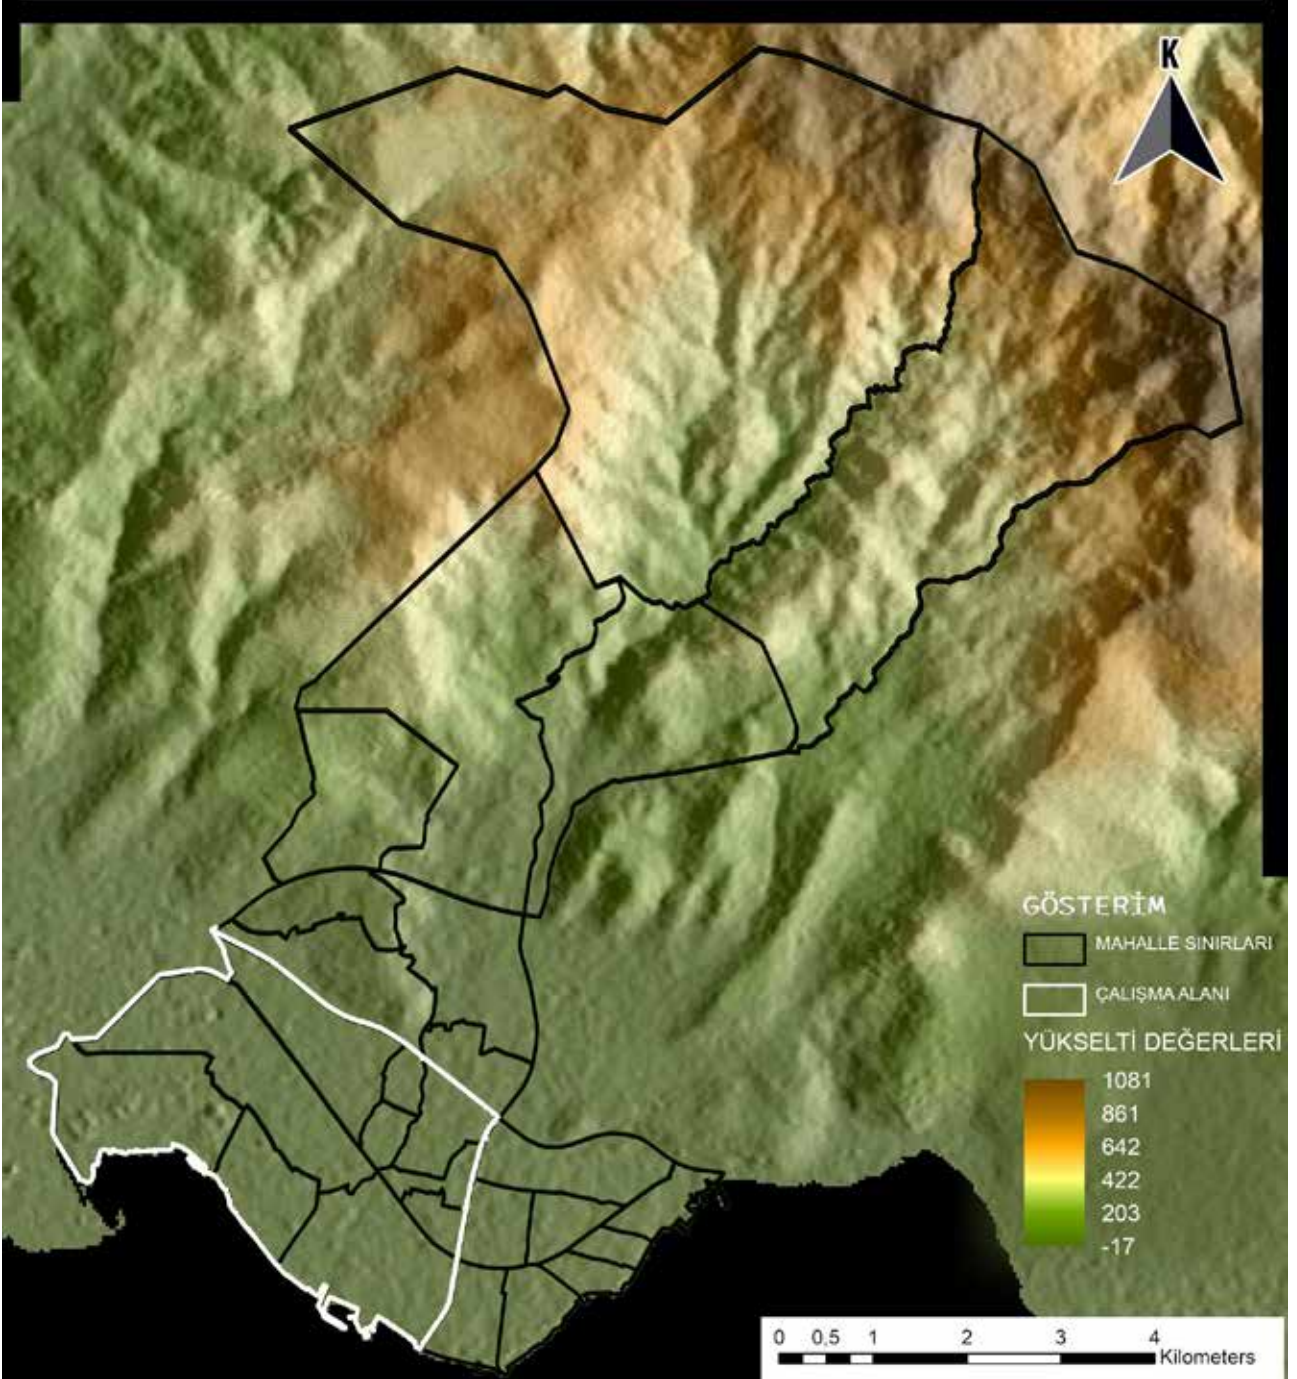 K
GÖSTERİM
MAHALLE SINIRLARI
ÇALIŞMA ALANI
YÜKSELTİ DEĞERLERİ
1081
861
642
422
203
-17
0 0,5 1 2 3 4
Kilometers